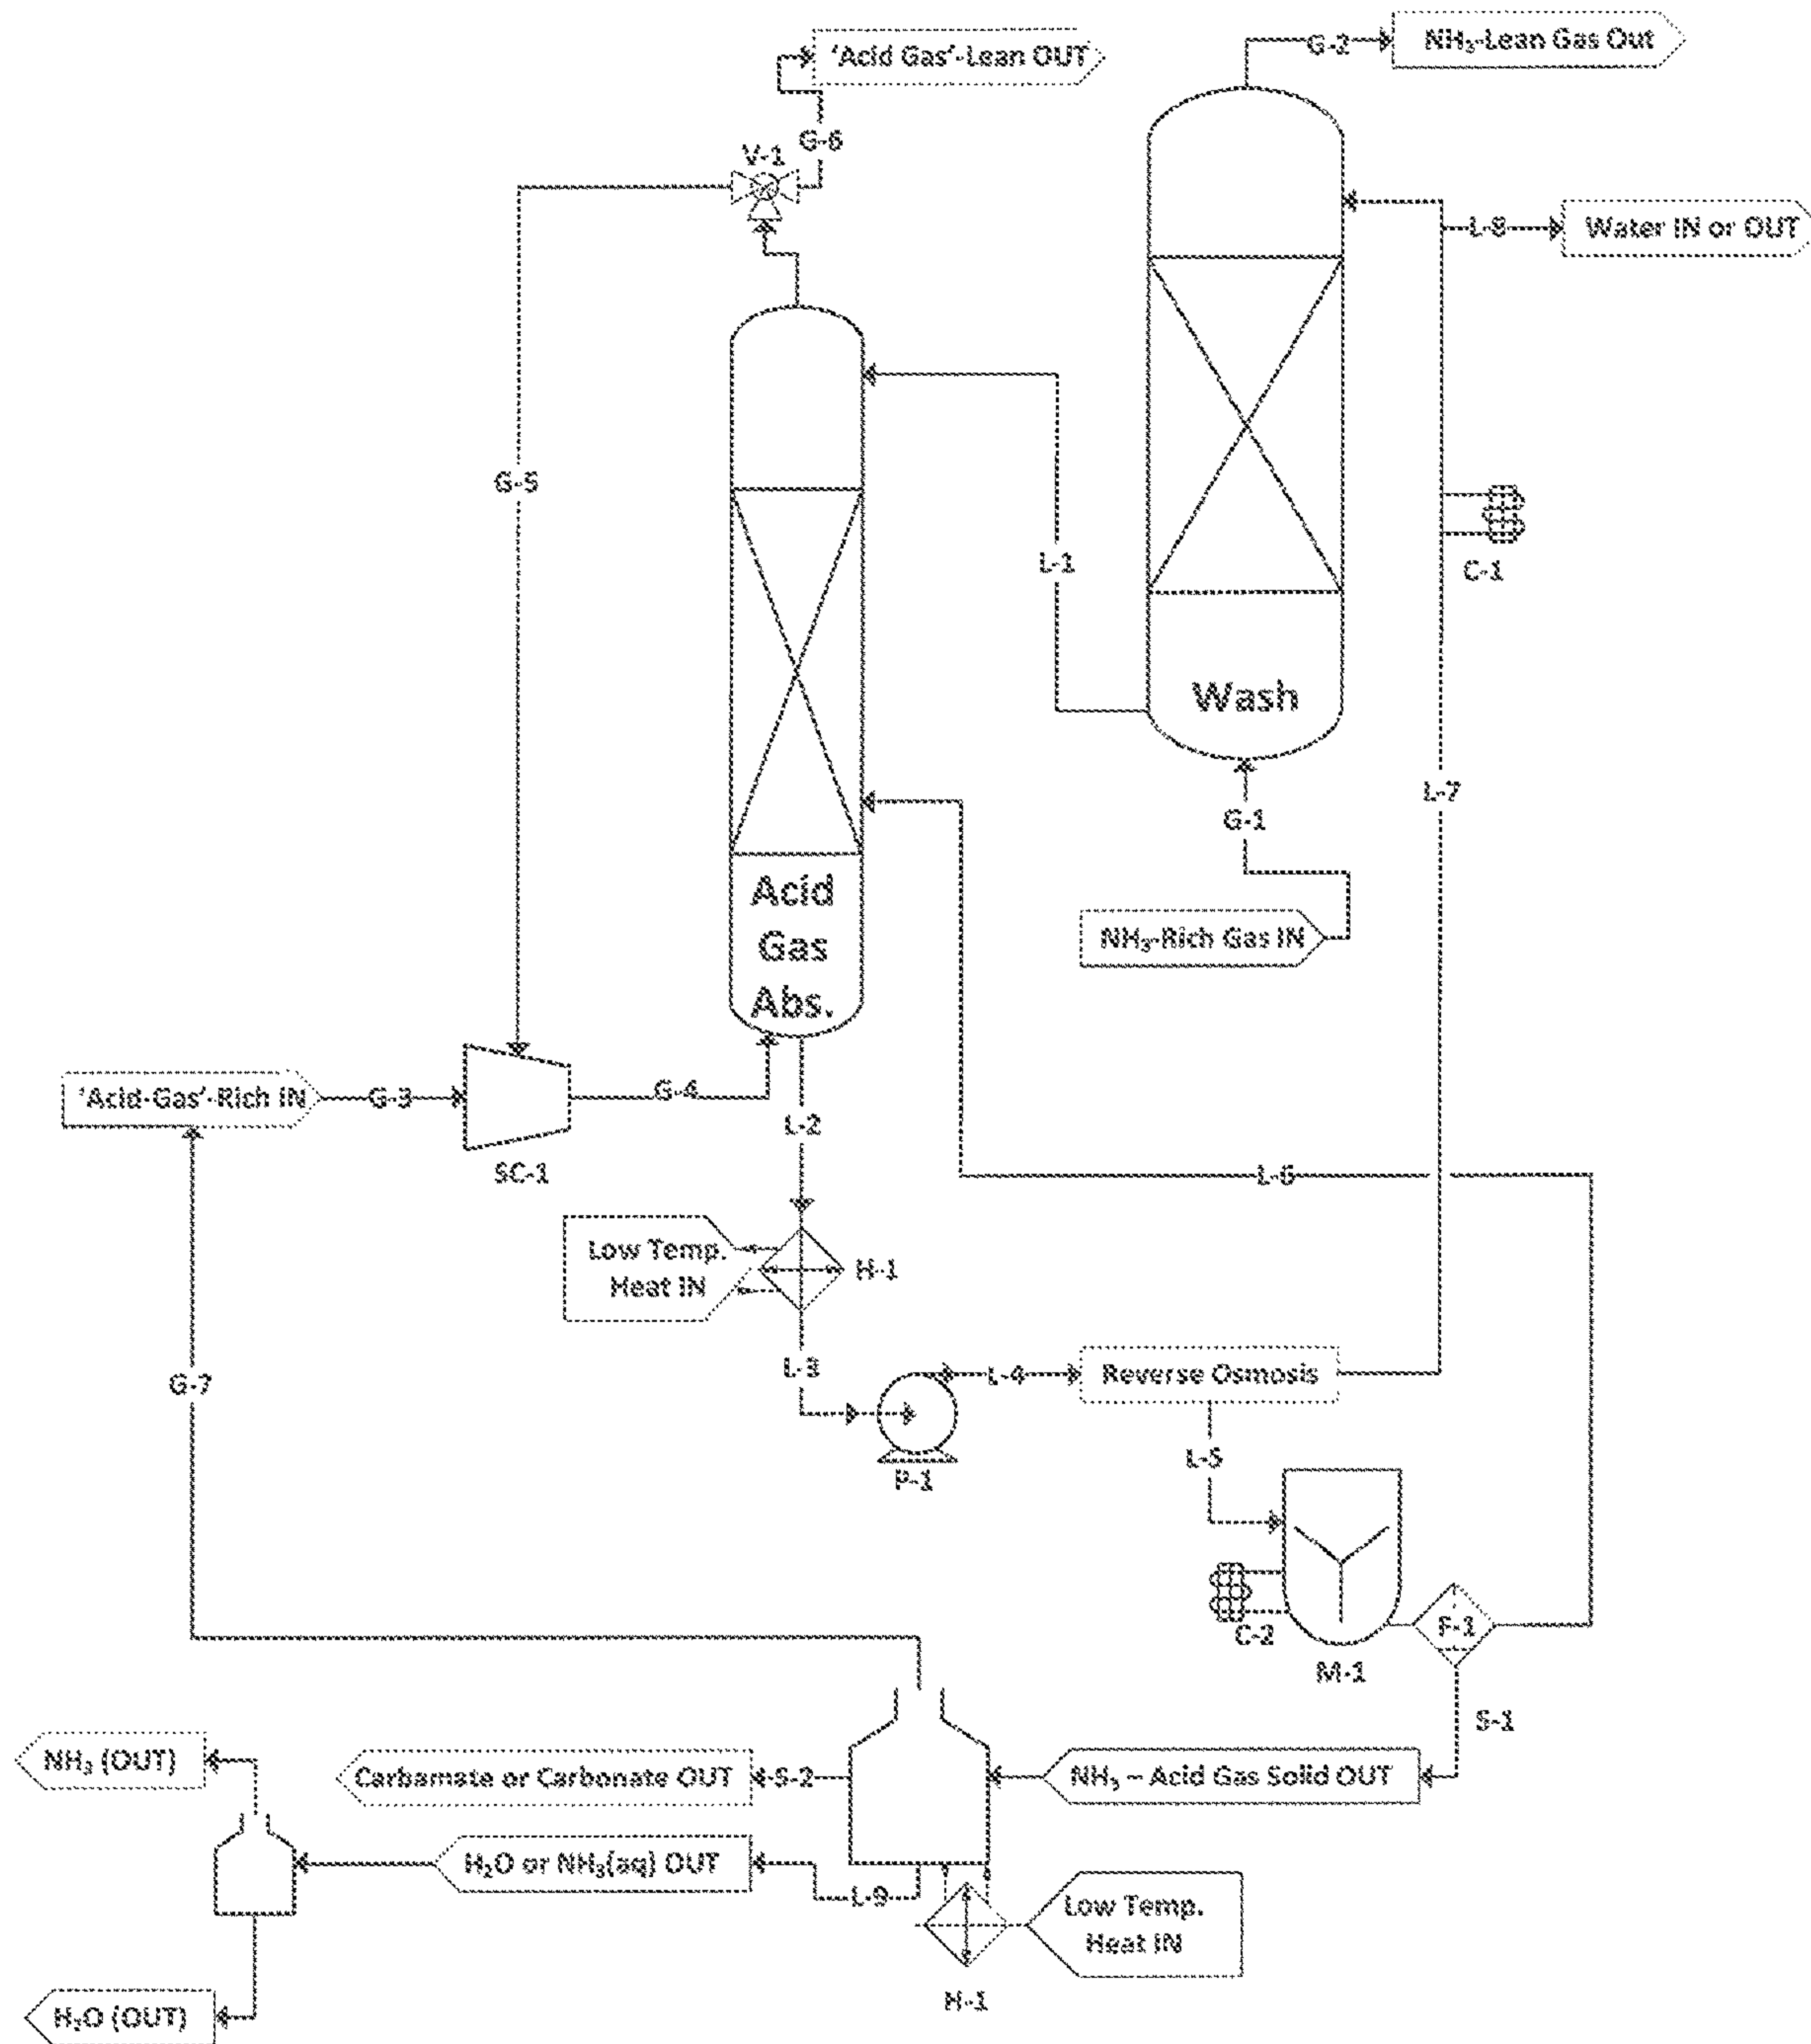 NH₃-Lean Gas Out
G-2
'Acid Gas'-Lean OUT
G-6
V-1
L-8
Water IN or OUT
G-5
L-1
C-1
Wash
L-7
G-1
Acid
Gas
Abs.
NH₃-Rich Gas IN
'Acid-Gas'-Rich IN
G-3
G-4
L-2
SC-1
L-6
Low Temp.
Heat IN
H-1
L-3
G-7
L-4
Reverse Osmosis
P-1
L-5
F-1
C-2
M-1
S-1
NH₃ (OUT)
Carbamate or Carbonate OUT
S-2
NH₃ – Acid Gas Solid OUT
H₂O or NH₃(aq) OUT
L-9
Low Temp.
Heat IN
H-1
H₂O (OUT)